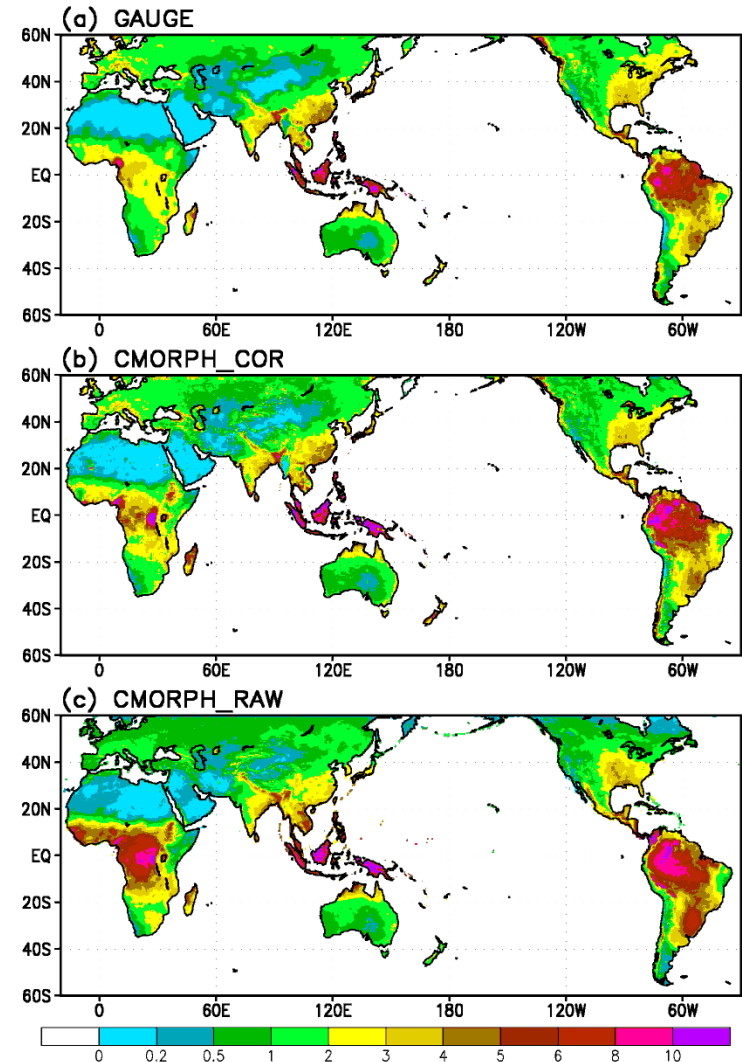 (a) GAUGE
60N
40N
20N
EQ
20S
40S
60S
0 60E 120E 180 120W 60W
(b) CMORPH_COR
60N
40N
20N
EQ
20S
40S
60S
0 60E 120E 180 120W 60W
(c) CMORPH_RAW
60N
40N
20N
EQ
20S
40S
60S
0 60E 120E 180 120W 60W
0 0.2 0.5 1 2 3 4 5 6 8 10